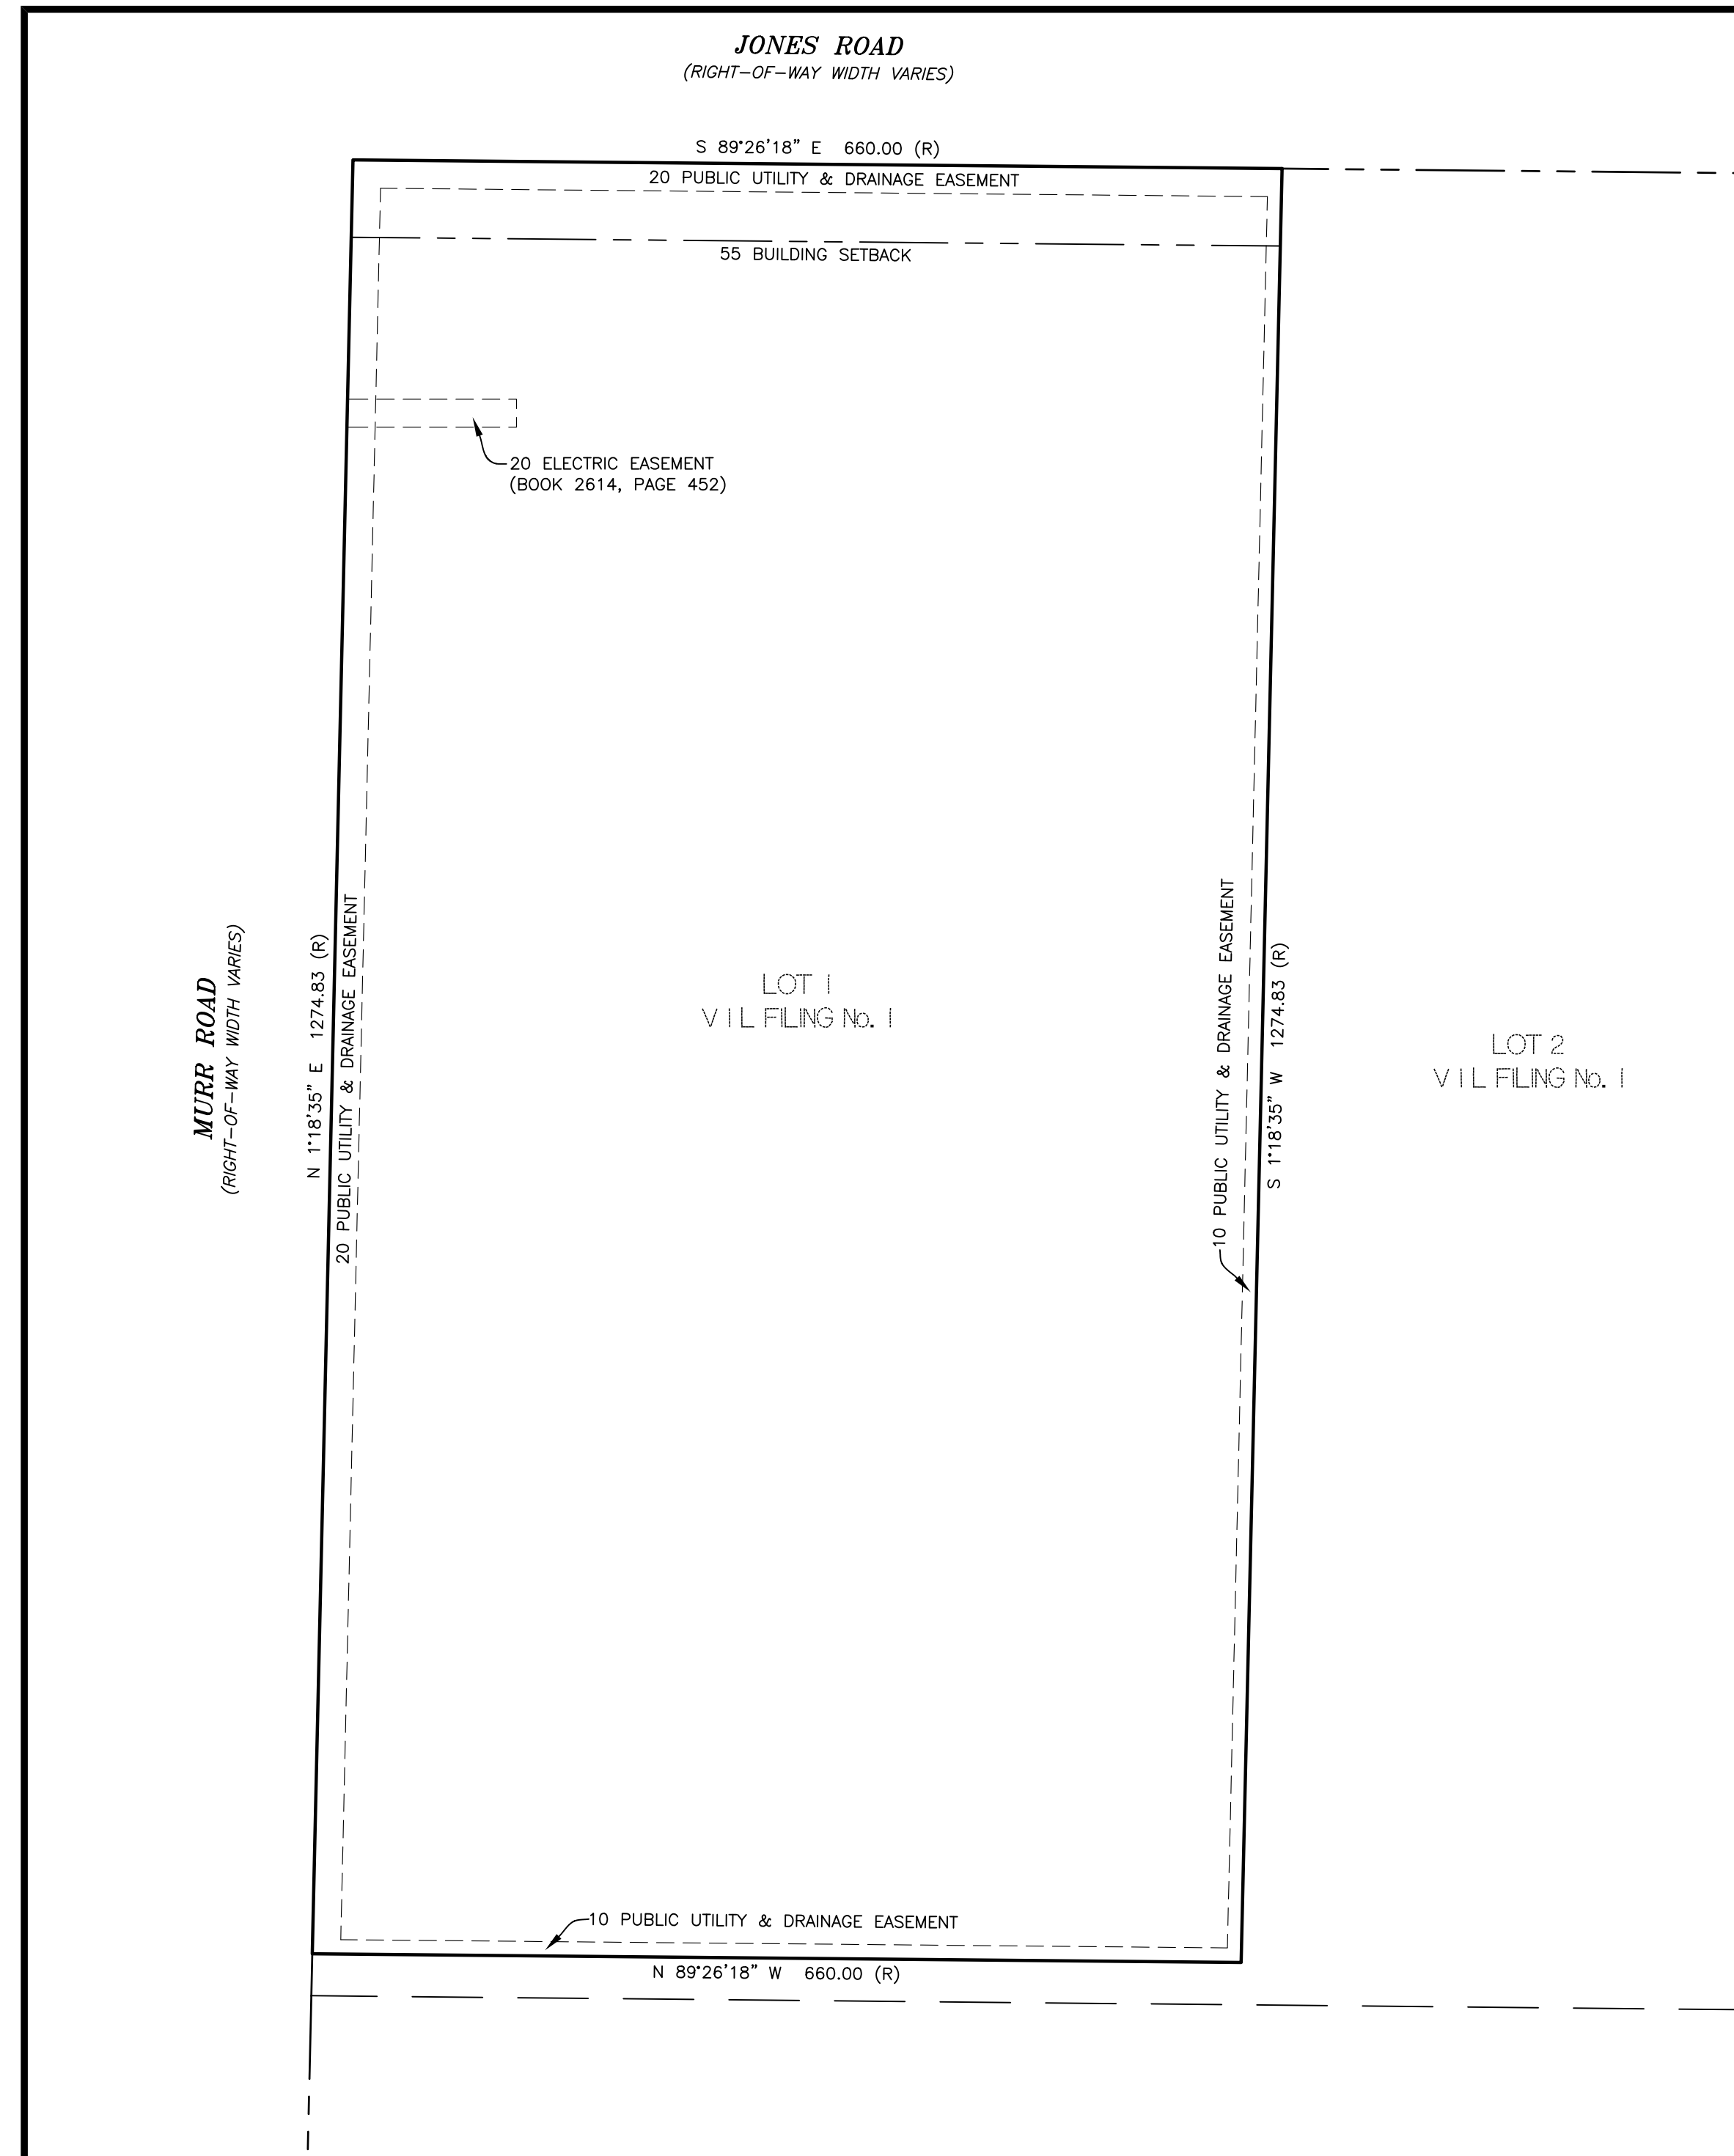 JONES ROAD
(RIGHT-OF-WAY WIDTH VARIES)
S 89°26'18" E 660.00 (R)
20 PUBLIC UTILITY & DRAINAGE EASEMENT
55 BUILDING SETBACK
20 ELECTRIC EASEMENT
(BOOK 2614, PAGE 452)
MURR ROAD
(RIGHT-OF-WAY WIDTH VARIES)
N 1°18'35" E 1274.83 (R)
20 PUBLIC UTILITY & DRAINAGE EASEMENT
LOT 1
V I L FILING No. 1
10 PUBLIC UTILITY & DRAINAGE EASEMENT
S 1°18'35" W 1274.83 (R)
LOT 2
V I L FILING No. 1
10 PUBLIC UTILITY & DRAINAGE EASEMENT
N 89°26'18" W 660.00 (R)